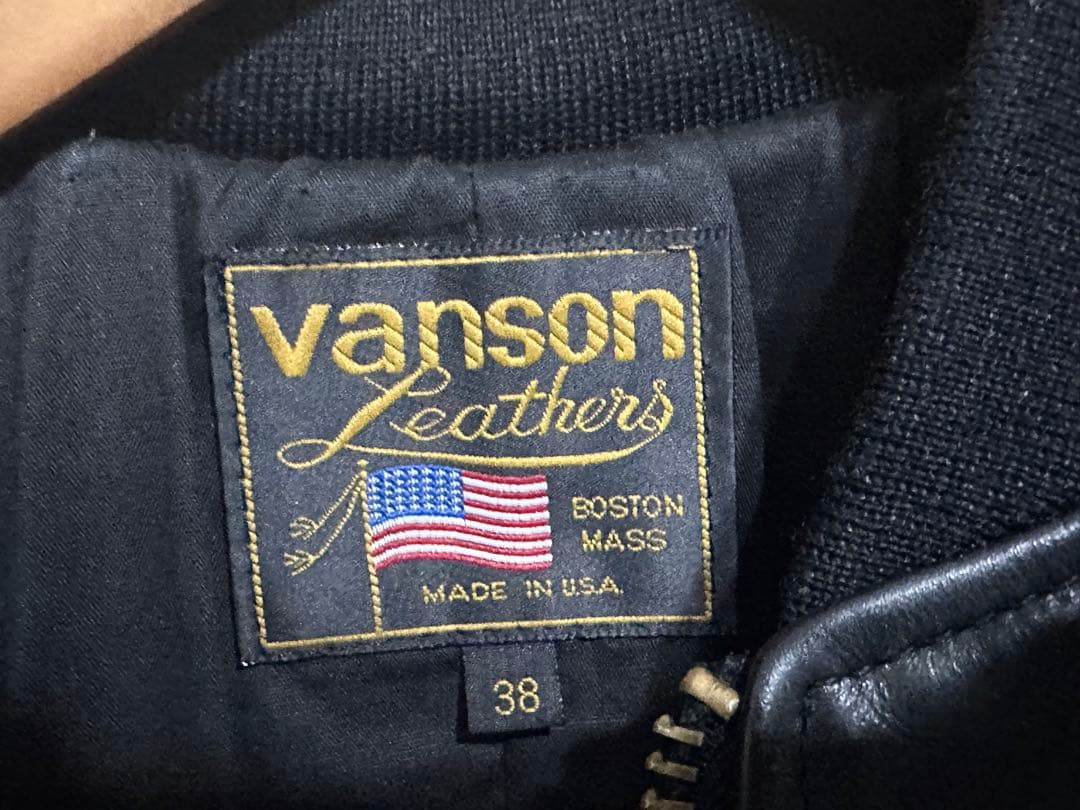 vanson
Leathers
BOSTON
MASS
MADE IN U.S.A.
38